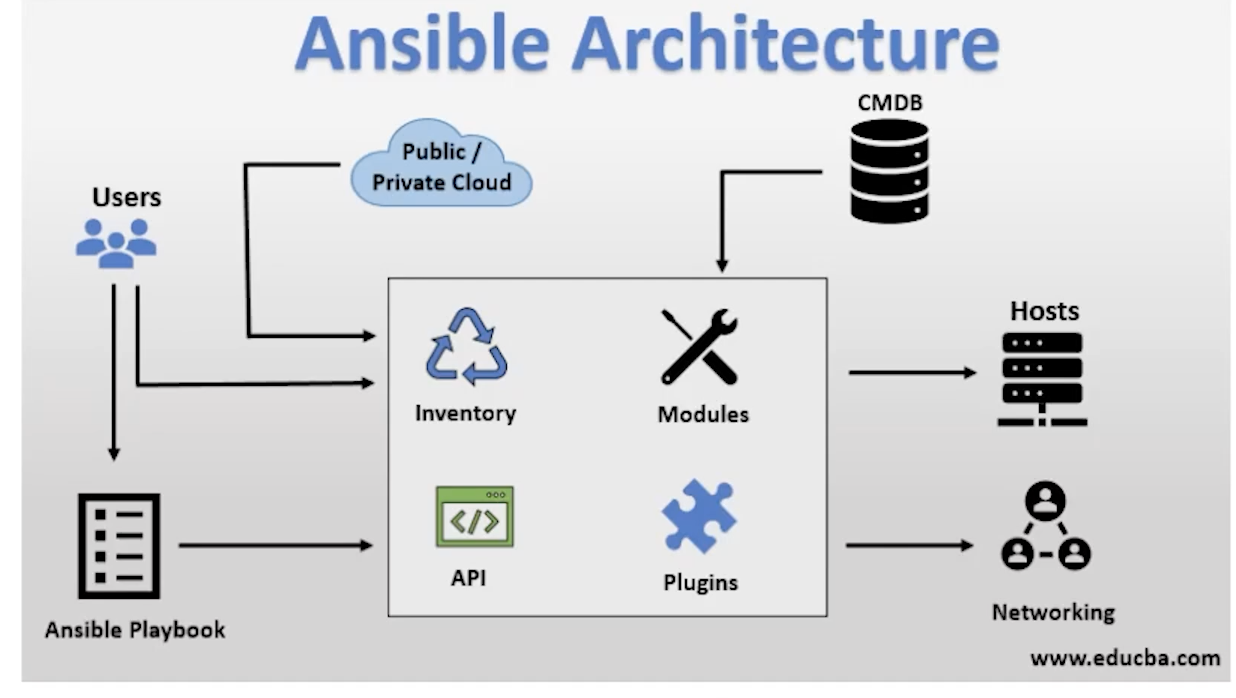 Ansible Architecture
CMDB
Public /
Private Cloud
Users
Hosts
Inventory
Modules
</>
API
Plugins
Networking
Ansible Playbook
www.educba.com